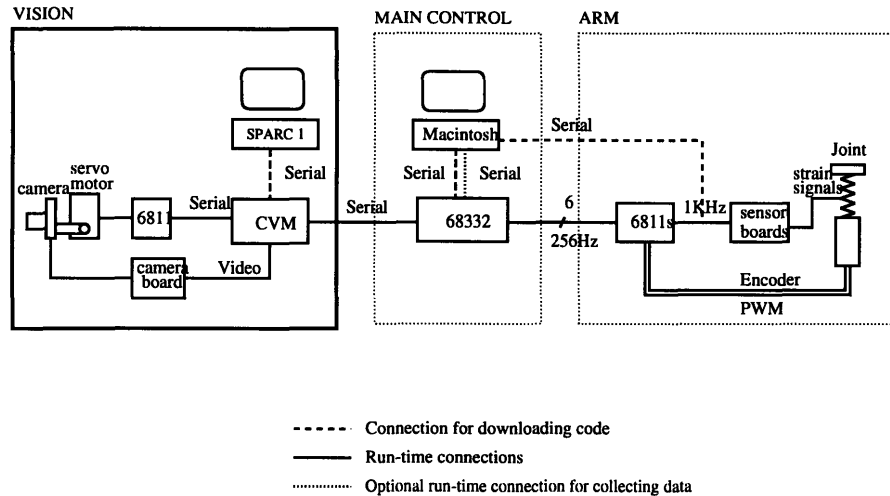 VISION
MAIN CONTROL
ARM
SPARC 1
Serial
servo
motor
camera
6811
Serial
CVM
camera
board
Video
Serial
Macintosh
Serial
Serial
68332
Serial
6
256Hz
6811s
1KHz
sensor
boards
strain
signals
Joint
Encoder
PWM
Connection for downloading code
Run-time connections
Optional run-time connection for collecting data